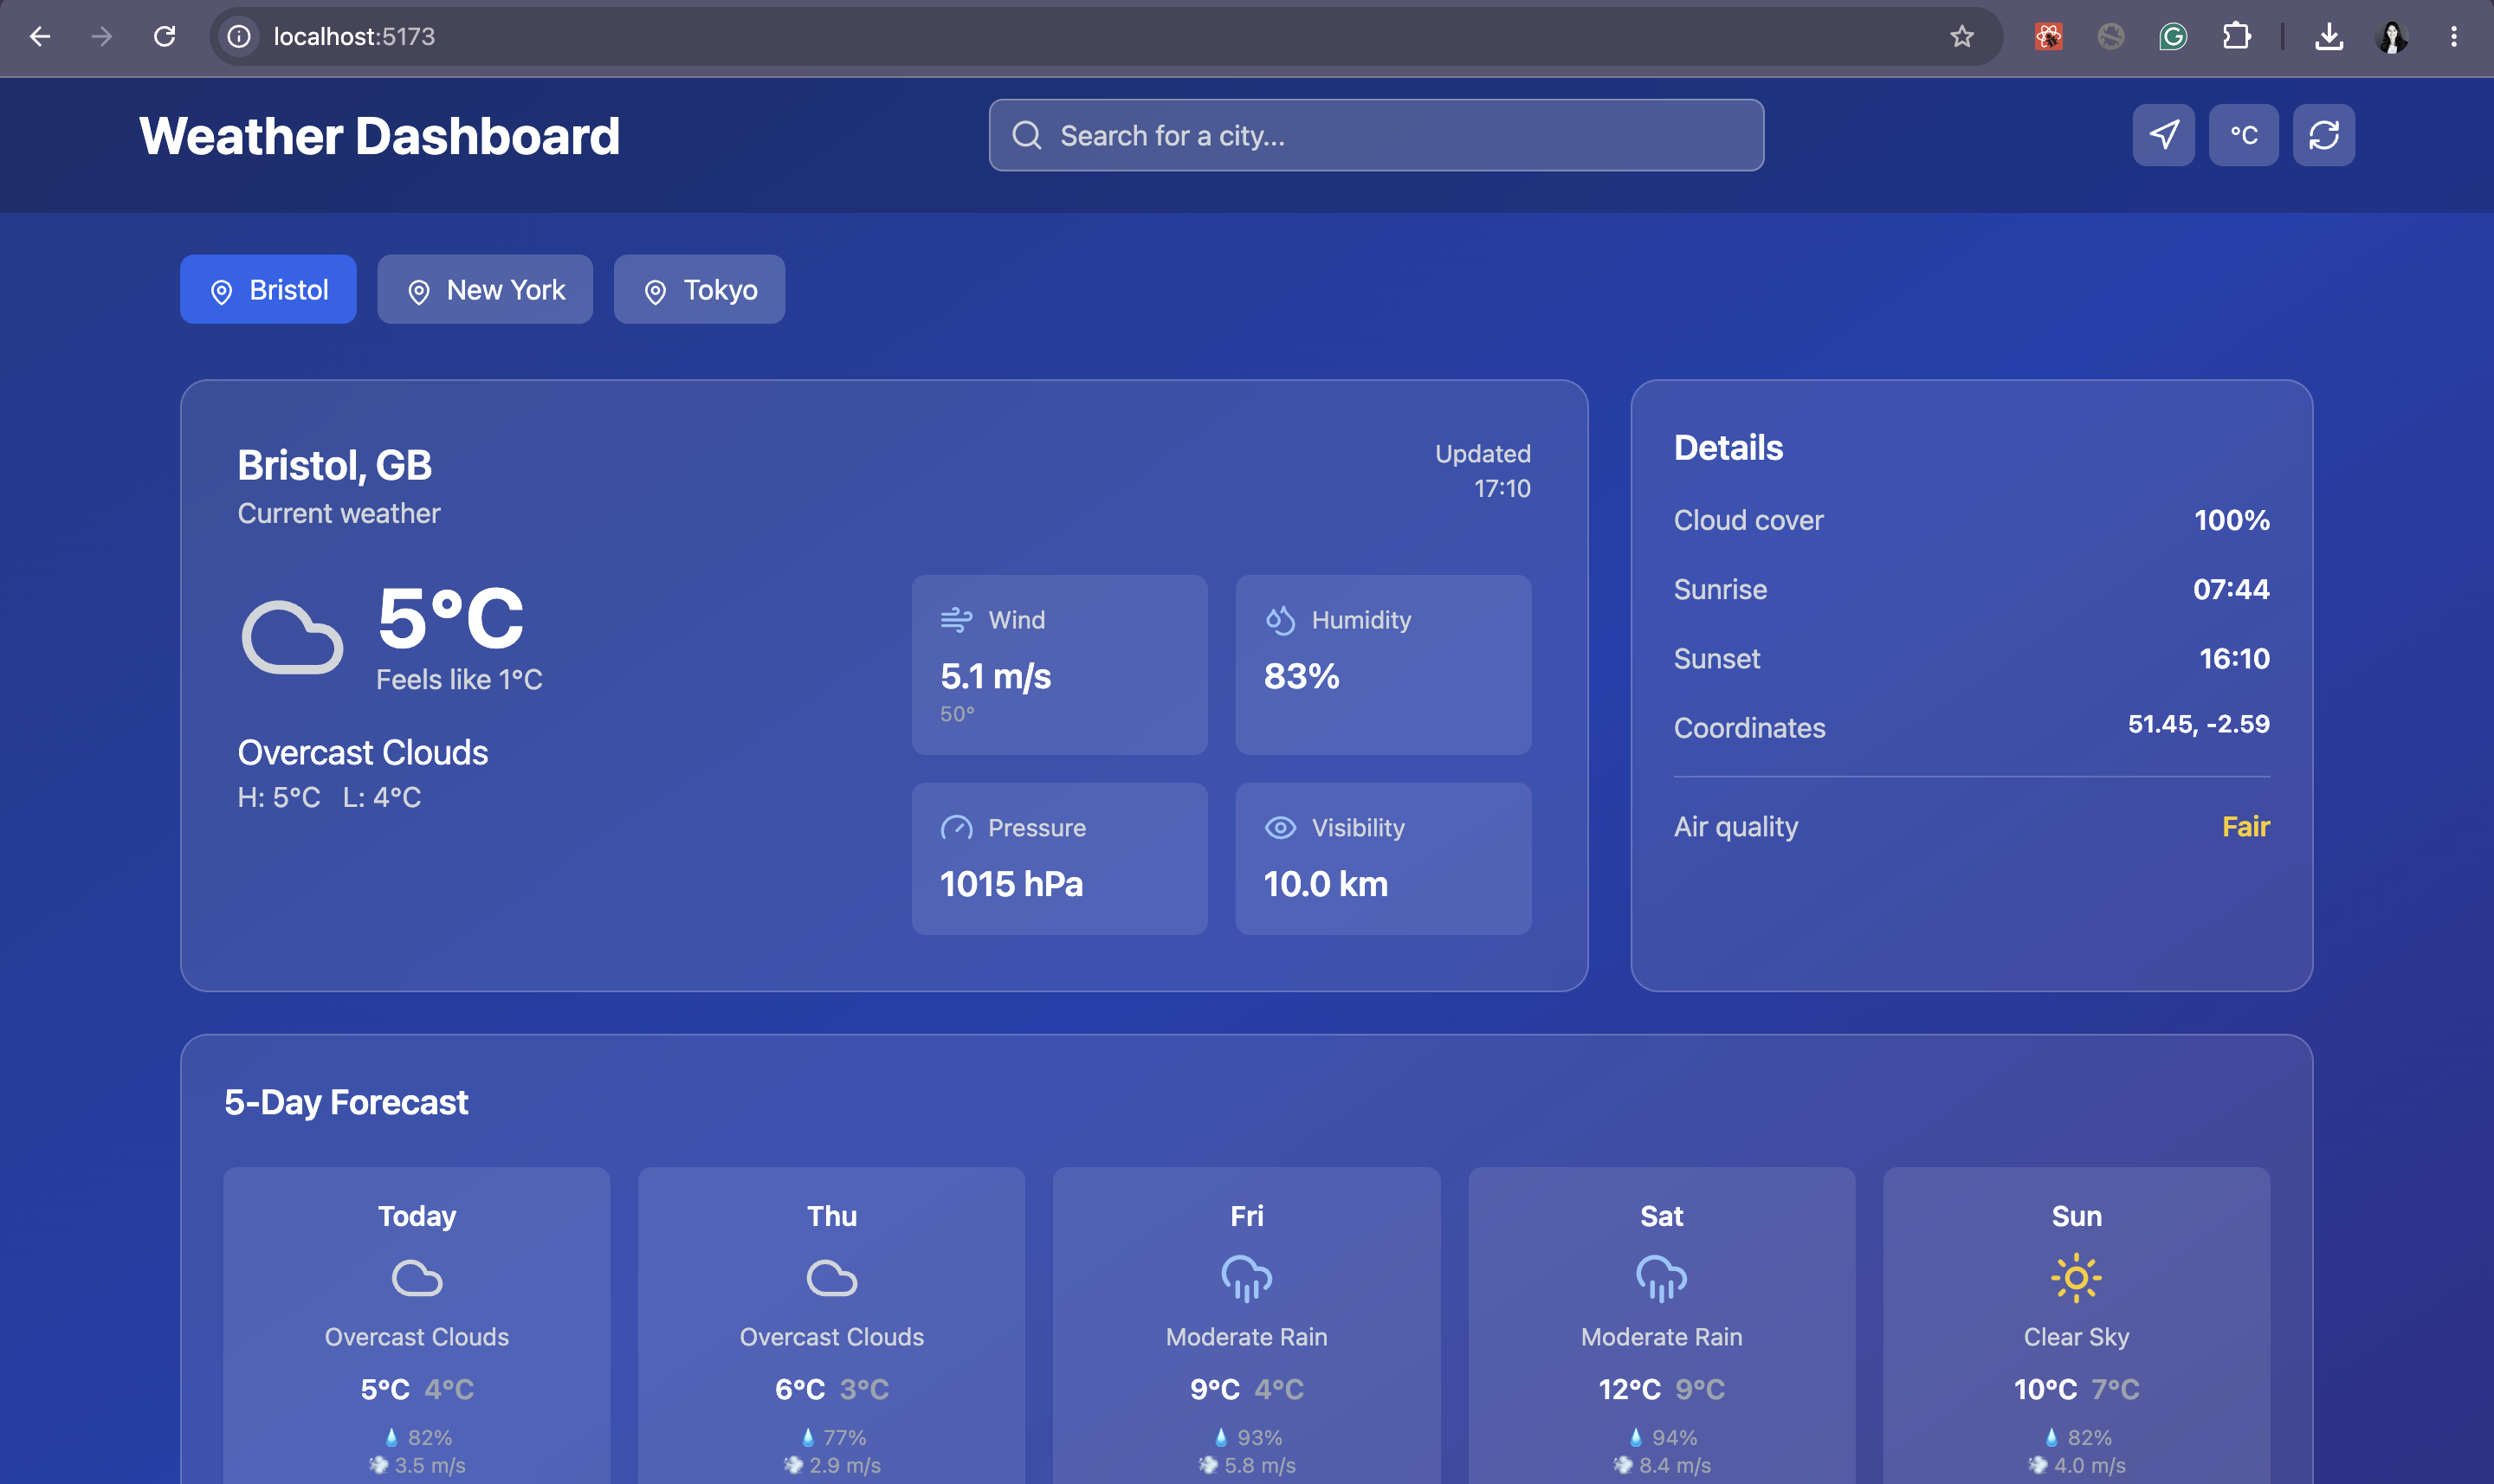 localhost:5173
Weather Dashboard
Search for a city...
°C
Bristol
New York
Tokyo
Bristol, GB
Current weather
Updated
17:10
5°C
Feels like 1°C
Overcast Clouds
H: 5°C L: 4°C
Wind
5.1 m/s
50°
Humidity
83%
Pressure
1015 hPa
Visibility
10.0 km
Details
Cloud cover 100%
Sunrise 07:44
Sunset 16:10
Coordinates 51.45, -2.59
Air quality Fair
5-Day Forecast
Today
Overcast Clouds
5°C 4°C
💧 82%
💨 3.5 m/s
Thu
Overcast Clouds
6°C 3°C
💧 77%
💨 2.9 m/s
Fri
Moderate Rain
9°C 4°C
💧 93%
💨 5.8 m/s
Sat
Moderate Rain
12°C 9°C
💧 94%
💨 8.4 m/s
Sun
Clear Sky
10°C 7°C
💧 82%
💨 4.0 m/s